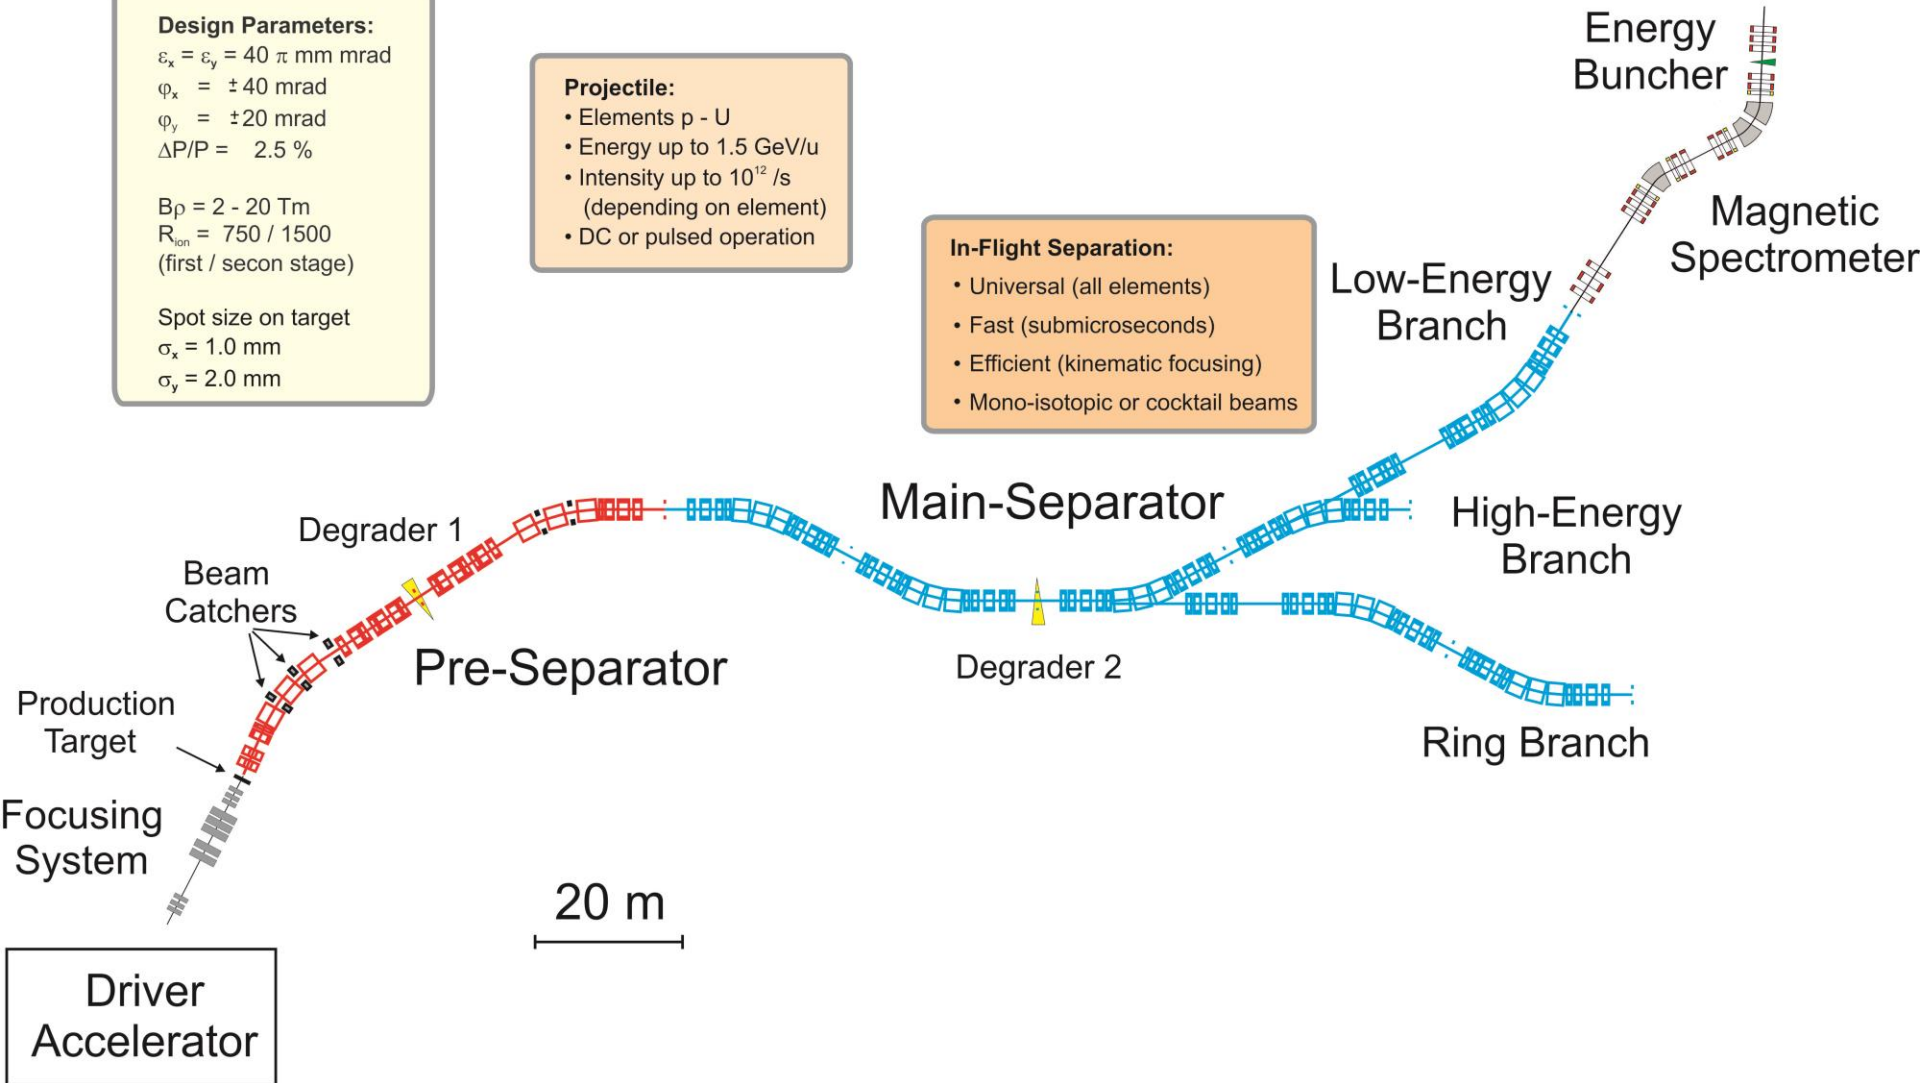 Design Parameters:
εx = εy = 40 π mm mrad
φx = ±40 mrad
φy = ±20 mrad
ΔP/P = 2.5 %
Bρ = 2 - 20 Tm
Rion = 750 / 1500
(first / secon stage)
Spot size on target
σx = 1.0 mm
σy = 2.0 mm
Projectile:
• Elements p - U
• Energy up to 1.5 GeV/u
• Intensity up to 10¹² /s
(depending on element)
• DC or pulsed operation
In-Flight Separation:
• Universal (all elements)
• Fast (submicroseconds)
• Efficient (kinematic focusing)
• Mono-isotopic or cocktail beams
Energy
Buncher
Magnetic
Spectrometer
Low-Energy
Branch
Main-Separator
High-Energy
Branch
Degrader 1
Beam
Catchers
Pre-Separator
Degrader 2
Production
Target
Ring Branch
Focusing
System
20 m
Driver
Accelerator